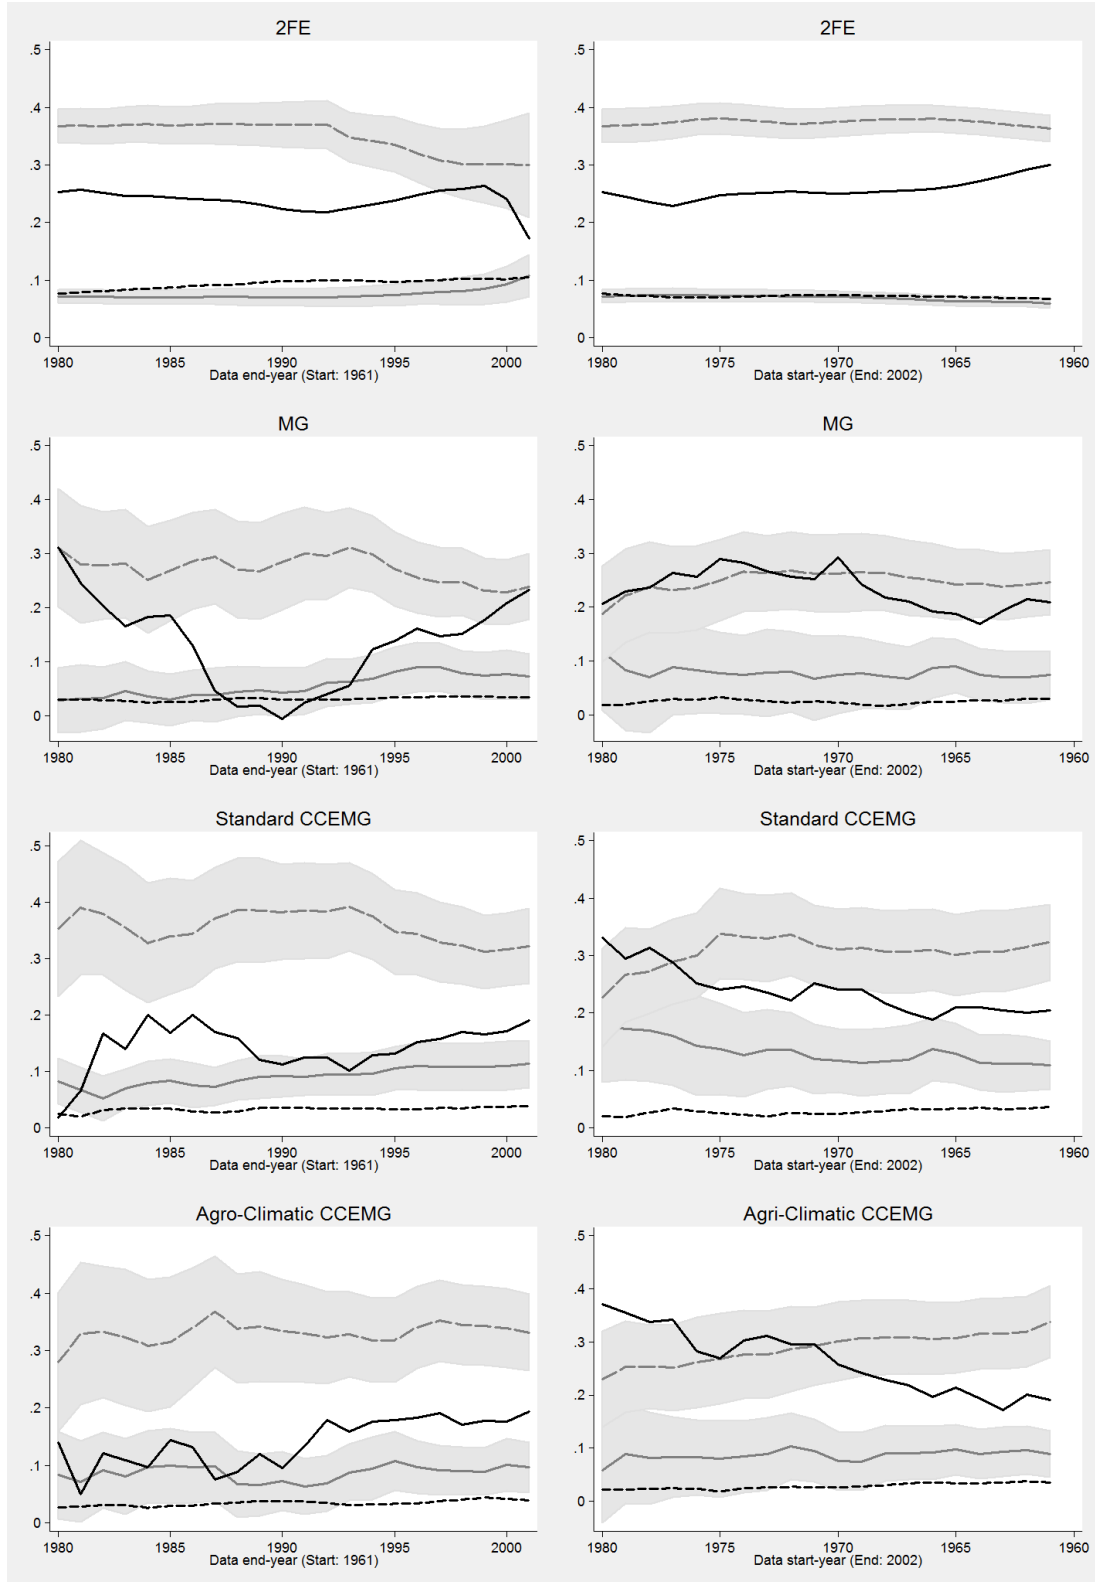 2FE
.5
.4
.3
.2
.1
0
1980 1985 1990 1995 2000
Data end-year (Start: 1961)
2FE
.5
.4
.3
.2
.1
0
1980 1975 1970 1965 1960
Data start-year (End: 2002)
MG
.5
.4
.3
.2
.1
0
1980 1985 1990 1995 2000
Data end-year (Start: 1961)
MG
.5
.4
.3
.2
.1
0
1980 1975 1970 1965 1960
Data start-year (End: 2002)
Standard CCEMG
.5
.4
.3
.2
.1
0
1980 1985 1990 1995 2000
Data end-year (Start: 1961)
Standard CCEMG
.5
.4
.3
.2
.1
0
1980 1975 1970 1965 1960
Data start-year (End: 2002)
Agro-Climatic CCEMG
.5
.4
.3
.2
.1
0
1980 1985 1990 1995 2000
Data end-year (Start: 1961)
Agri-Climatic CCEMG
.5
.4
.3
.2
.1
0
1980 1975 1970 1965 1960
Data start-year (End: 2002)